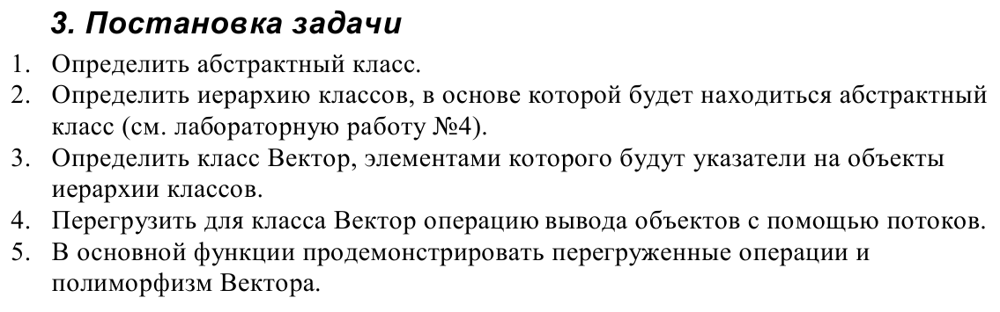 3. Постановка задачи
1. Определить абстрактный класс.
2. Определить иерархию классов, в основе которой будет находиться абстрактный
класс (см. лабораторную работу №4).
3. Определить класс Вектор, элементами которого будут указатели на объекты
иерархии классов.
4. Перегрузить для класса Вектор операцию вывода объектов с помощью потоков.
5. В основной функции продемонстрировать перегруженные операции и
полиморфизм Вектора.